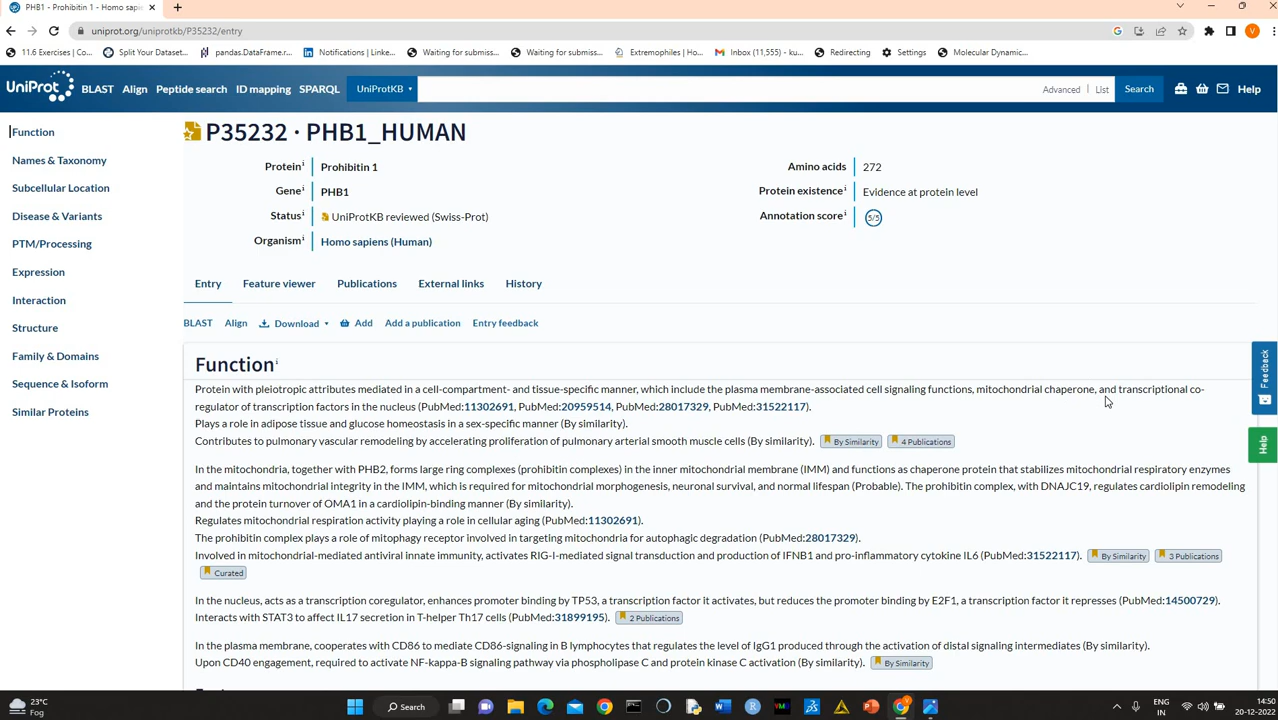 PHB1 - Prohibitin 1 - Homo sapi
uniprot.org/uniprotkb/P35232/entry
V
11.6 Exercises | Co...
Split Your Dataset...
pandas.DataFrame.r...
Notifications | Linke...
Waiting for submiss...
Waiting for submiss...
Extremophiles | Ho...
Inbox (11,555) - ku...
Redirecting
Settings
Molecular Dynamic...
UniProt
BLAST Align Peptide search ID mapping SPARQL
UniProtKB
Advanced | List
Search
Help
Function
Names & Taxonomy
Subcellular Location
Disease & Variants
PTM/Processing
Expression
Interaction
Structure
Family & Domains
Sequence & Isoform
Similar Proteins
P35232 · PHB1_HUMAN
Protein i Prohibitin 1
Gene i PHB1
Status i UniProtKB reviewed (Swiss-Prot)
Organism i Homo sapiens (Human)
Amino acids 272
Protein existence i Evidence at protein level
Annotation score i 5/5
Entry Feature viewer Publications External links History
BLAST Align Download Add Add a publication Entry feedback
Function i
Protein with pleiotropic attributes mediated in a cell-compartment- and tissue-specific manner, which include the plasma membrane-associated cell signaling functions, mitochondrial chaperone, and transcriptional co-
regulator of transcription factors in the nucleus (PubMed:11302691, PubMed:20959514, PubMed:28017329, PubMed:31522117).
Plays a role in adipose tissue and glucose homeostasis in a sex-specific manner (By similarity).
Contributes to pulmonary vascular remodeling by accelerating proliferation of pulmonary arterial smooth muscle cells (By similarity). By Similarity 4 Publications
In the mitochondria, together with PHB2, forms large ring complexes (prohibitin complexes) in the inner mitochondrial membrane (IMM) and functions as chaperone protein that stabilizes mitochondrial respiratory enzymes
and maintains mitochondrial integrity in the IMM, which is required for mitochondrial morphogenesis, neuronal survival, and normal lifespan (Probable). The prohibitin complex, with DNAJC19, regulates cardiolipin remodeling
and the protein turnover of OMA1 in a cardiolipin-binding manner (By similarity).
Regulates mitochondrial respiration activity playing a role in cellular aging (PubMed:11302691).
The prohibitin complex plays a role of mitophagy receptor involved in targeting mitochondria for autophagic degradation (PubMed:28017329).
Involved in mitochondrial-mediated antiviral innate immunity, activates RIG-I-mediated signal transduction and production of IFNB1 and pro-inflammatory cytokine IL6 (PubMed:31522117). By Similarity 3 Publications
Curated
In the nucleus, acts as a transcription coregulator, enhances promoter binding by TP53, a transcription factor it activates, but reduces the promoter binding by E2F1, a transcription factor it represses (PubMed:14500729).
Interacts with STAT3 to affect IL17 secretion in T-helper Th17 cells (PubMed:31899195). 2 Publications
In the plasma membrane, cooperates with CD86 to mediate CD86-signaling in B lymphocytes that regulates the level of IgG1 produced through the activation of distal signaling intermediates (By similarity).
Upon CD40 engagement, required to activate NF-kappa-B signaling pathway via phospholipase C and protein kinase C activation (By similarity). By Similarity
Feedback
Help
23°C
Fog
Search
ENG
IN
14:50
20-12-2022